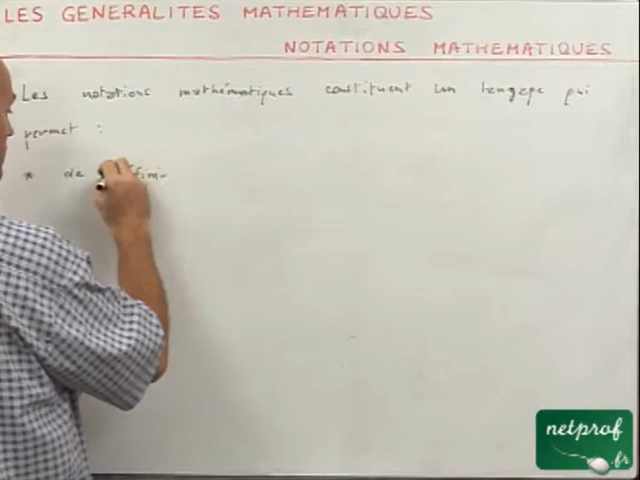 LES GENERALITES MATHEMATIQUES
NOTATIONS MATHEMATIQUES
Les notations mathématiques constituent un langage qui
permet :
* de
netprof
.fr